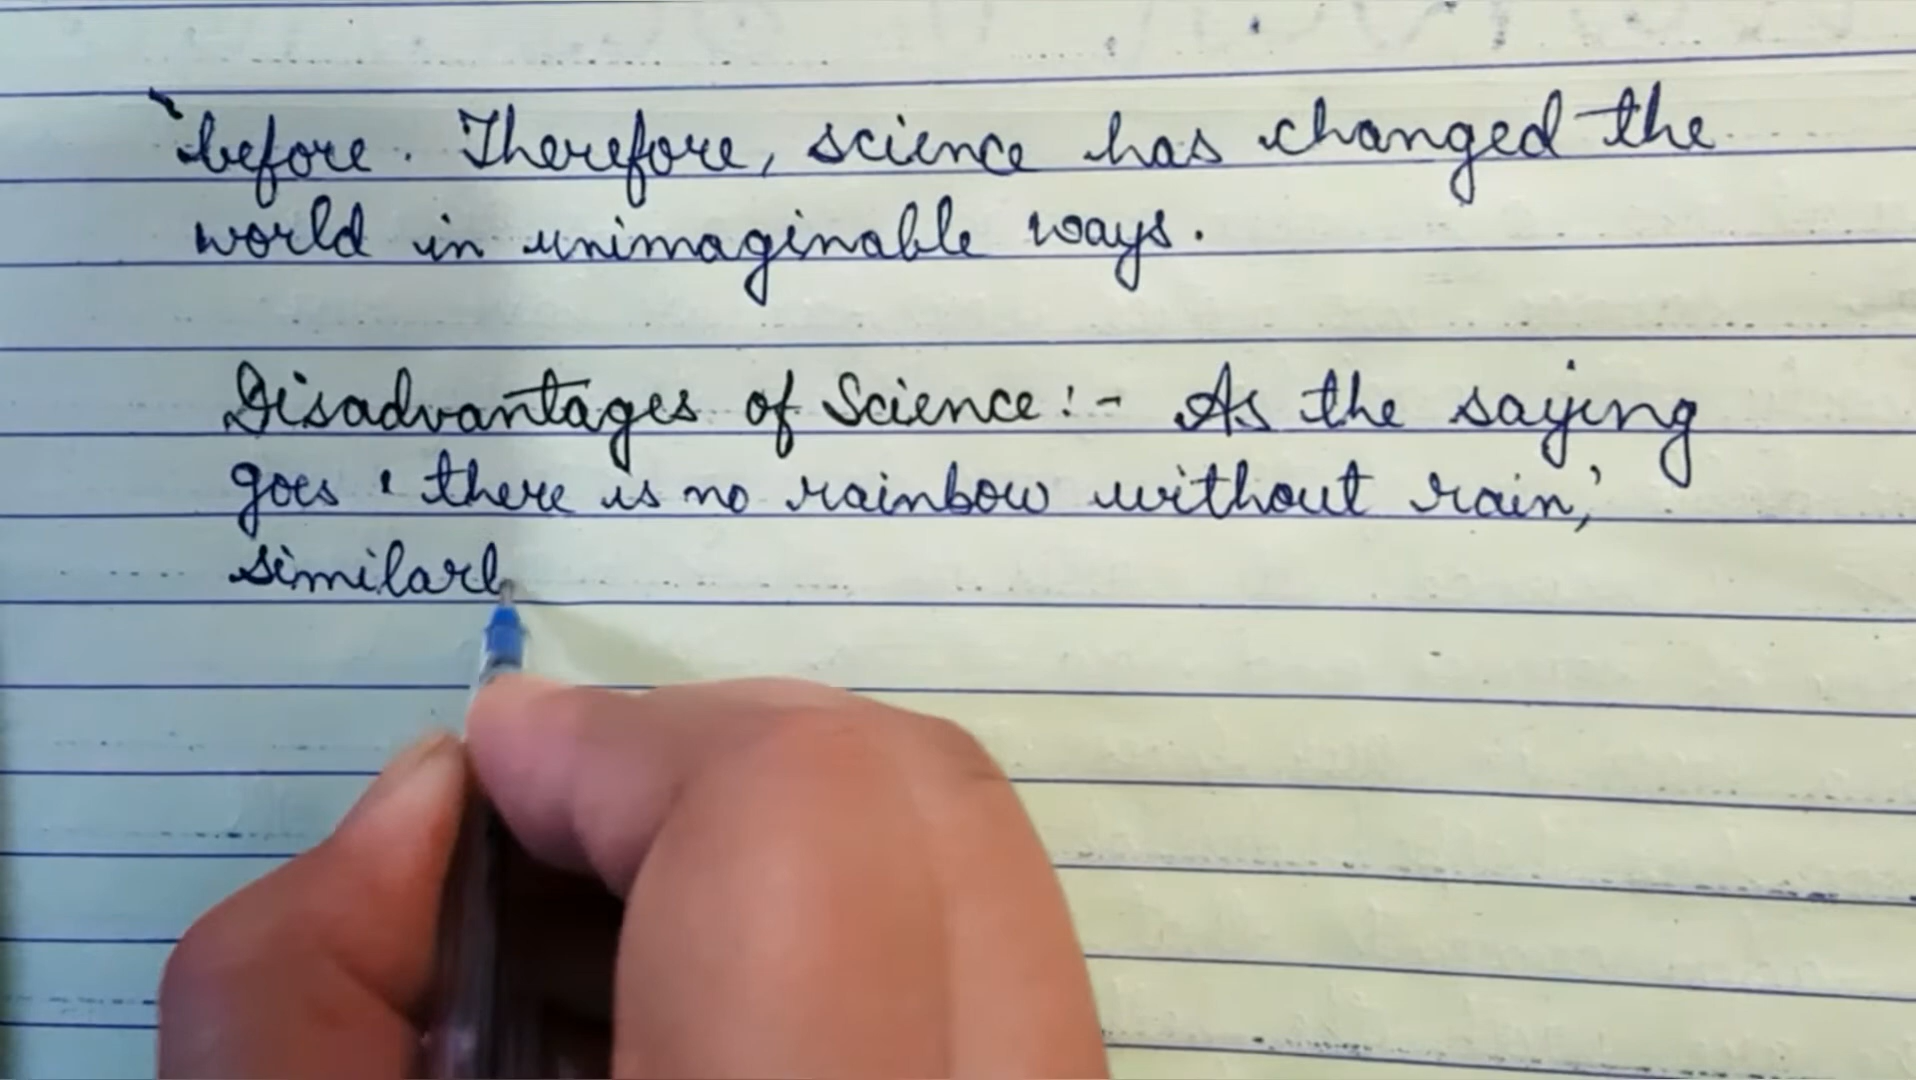 before. Therefore, science has changed the
world in unimaginable ways.
Disadvantages of Science:- As the saying
goes 'there is no rainbow without rain,'
similarl